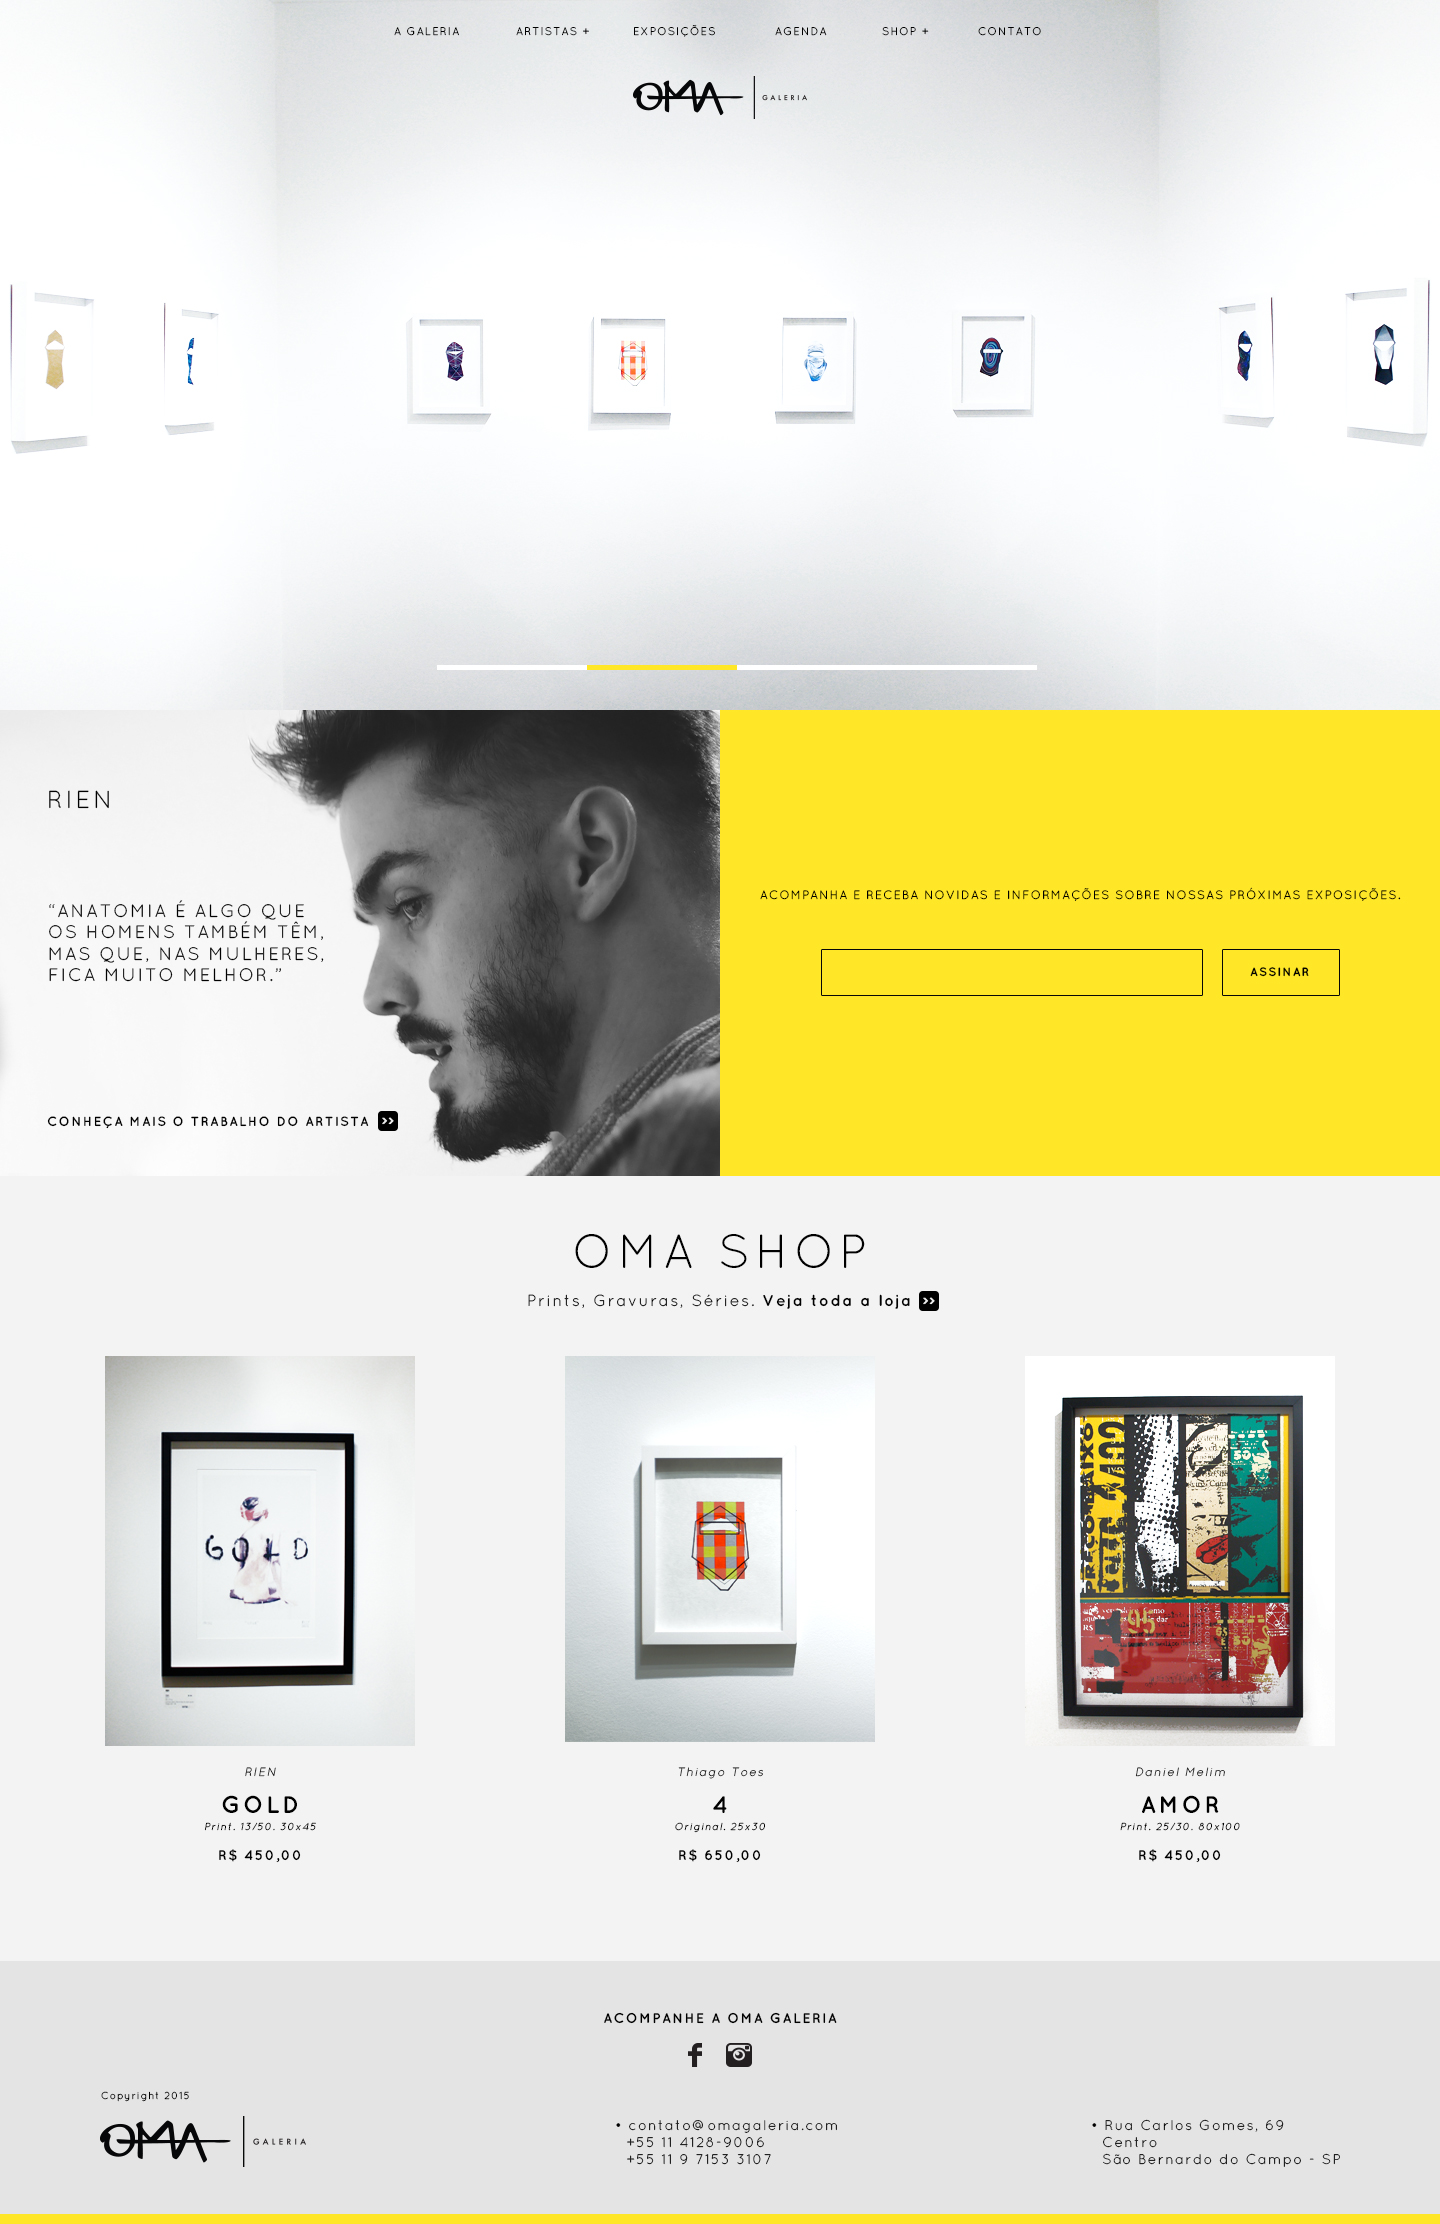 A GALERIA
ARTISTAS +
EXPOSIÇÕES
AGENDA
SHOP +
CONTATO
OMA GALERIA
RIEN
“ANATOMIA É ALGO QUE
OS HOMENS TAMBÉM TÊM,
MAS QUE, NAS MULHERES,
FICA MUITO MELHOR.”
CONHEÇA MAIS O TRABALHO DO ARTISTA >>
ACOMPANHA E RECEBA NOVIDAS E INFORMAÇÕES SOBRE NOSSAS PRÓXIMAS EXPOSIÇÕES.
ASSINAR
OMA SHOP
Prints, Gravuras, Séries. Veja toda a loja >>
GOLD
RIEN
GOLD
Print. 13/50. 30x45
R$ 450,00
Thiago Toes
4
Original. 25x30
R$ 650,00
Daniel Melim
AMOR
Print. 25/30. 80x100
R$ 450,00
ACOMPANHE A OMA GALERIA
Copyright 2015
OMA GALERIA
• contato@omagaleria.com
+55 11 4128-9006
+55 11 9 7153 3107
• Rua Carlos Gomes, 69
Centro
São Bernardo do Campo - SP